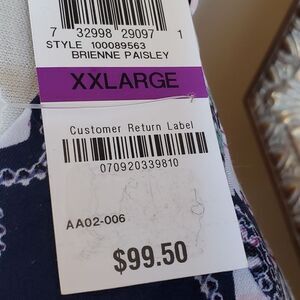 7 32998 29097 1
STYLE 100089563
BRIENNE PAISLEY
XXLARGE
Customer Return Label
070920339810
AA02-006
$99.50